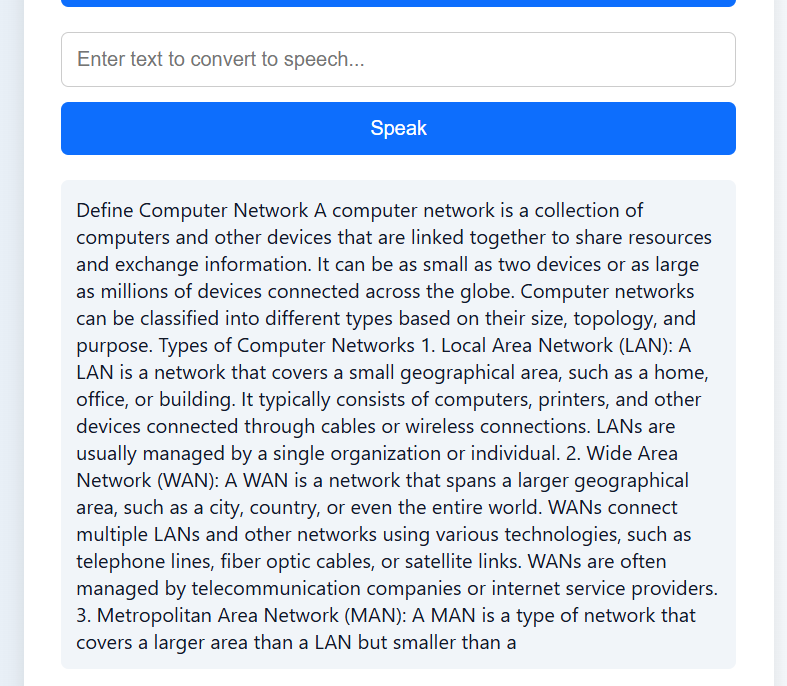 Enter text to convert to speech...
Speak
Define Computer Network A computer network is a collection of
computers and other devices that are linked together to share resources
and exchange information. It can be as small as two devices or as large
as millions of devices connected across the globe. Computer networks
can be classified into different types based on their size, topology, and
purpose. Types of Computer Networks 1. Local Area Network (LAN): A
LAN is a network that covers a small geographical area, such as a home,
office, or building. It typically consists of computers, printers, and other
devices connected through cables or wireless connections. LANs are
usually managed by a single organization or individual. 2. Wide Area
Network (WAN): A WAN is a network that spans a larger geographical
area, such as a city, country, or even the entire world. WANs connect
multiple LANs and other networks using various technologies, such as
telephone lines, fiber optic cables, or satellite links. WANs are often
managed by telecommunication companies or internet service providers.
3. Metropolitan Area Network (MAN): A MAN is a type of network that
covers a larger area than a LAN but smaller than a